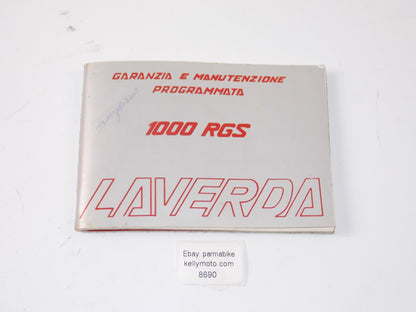 GARANZIA E MANUTENZIONE
PROGRAMMATA
1000 RGS
LAVERDA
Ebay parmabike
kellymoto.com
8690